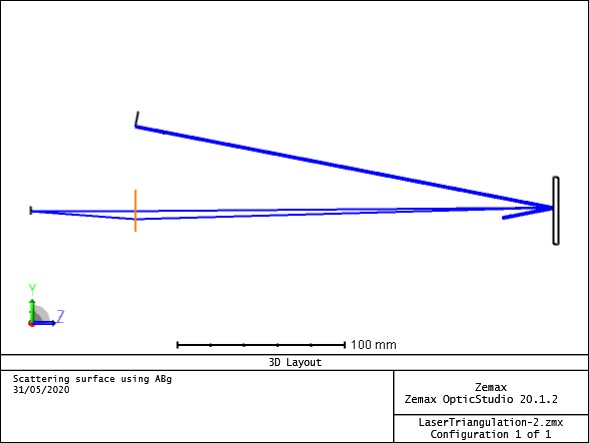 Y
Z
100 mm
3D Layout
Scattering surface using ABg
31/05/2020
Zemax
Zemax OpticStudio 20.1.2
LaserTriangulation-2.zmx
Configuration 1 of 1